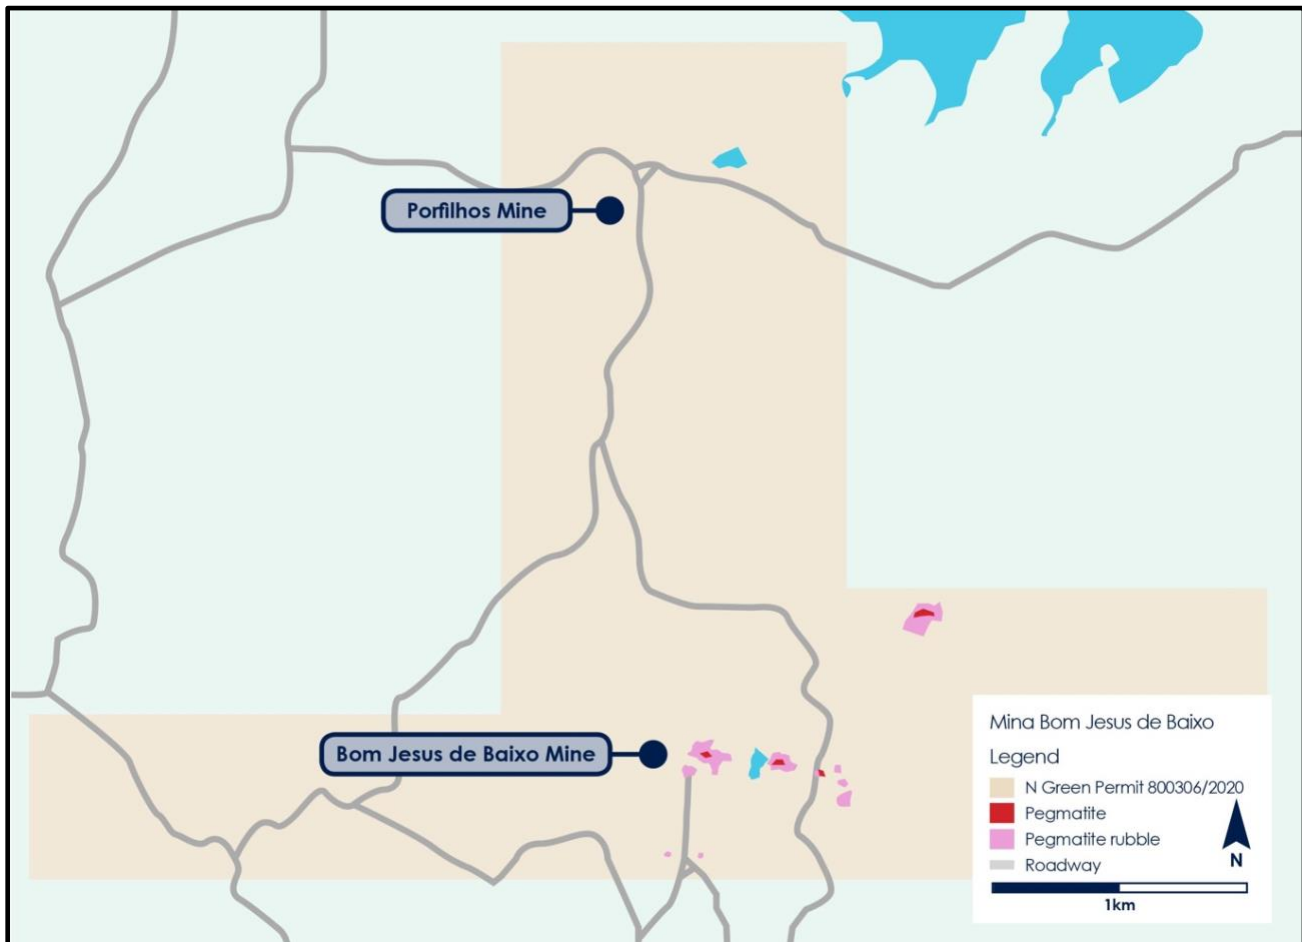 Porfilhos Mine
Bom Jesus de Baixo Mine
Mina Bom Jesus de Baixo
Legend
N Green Permit 800306/2020
Pegmatite
Pegmatite rubble
Roadway
N
1km